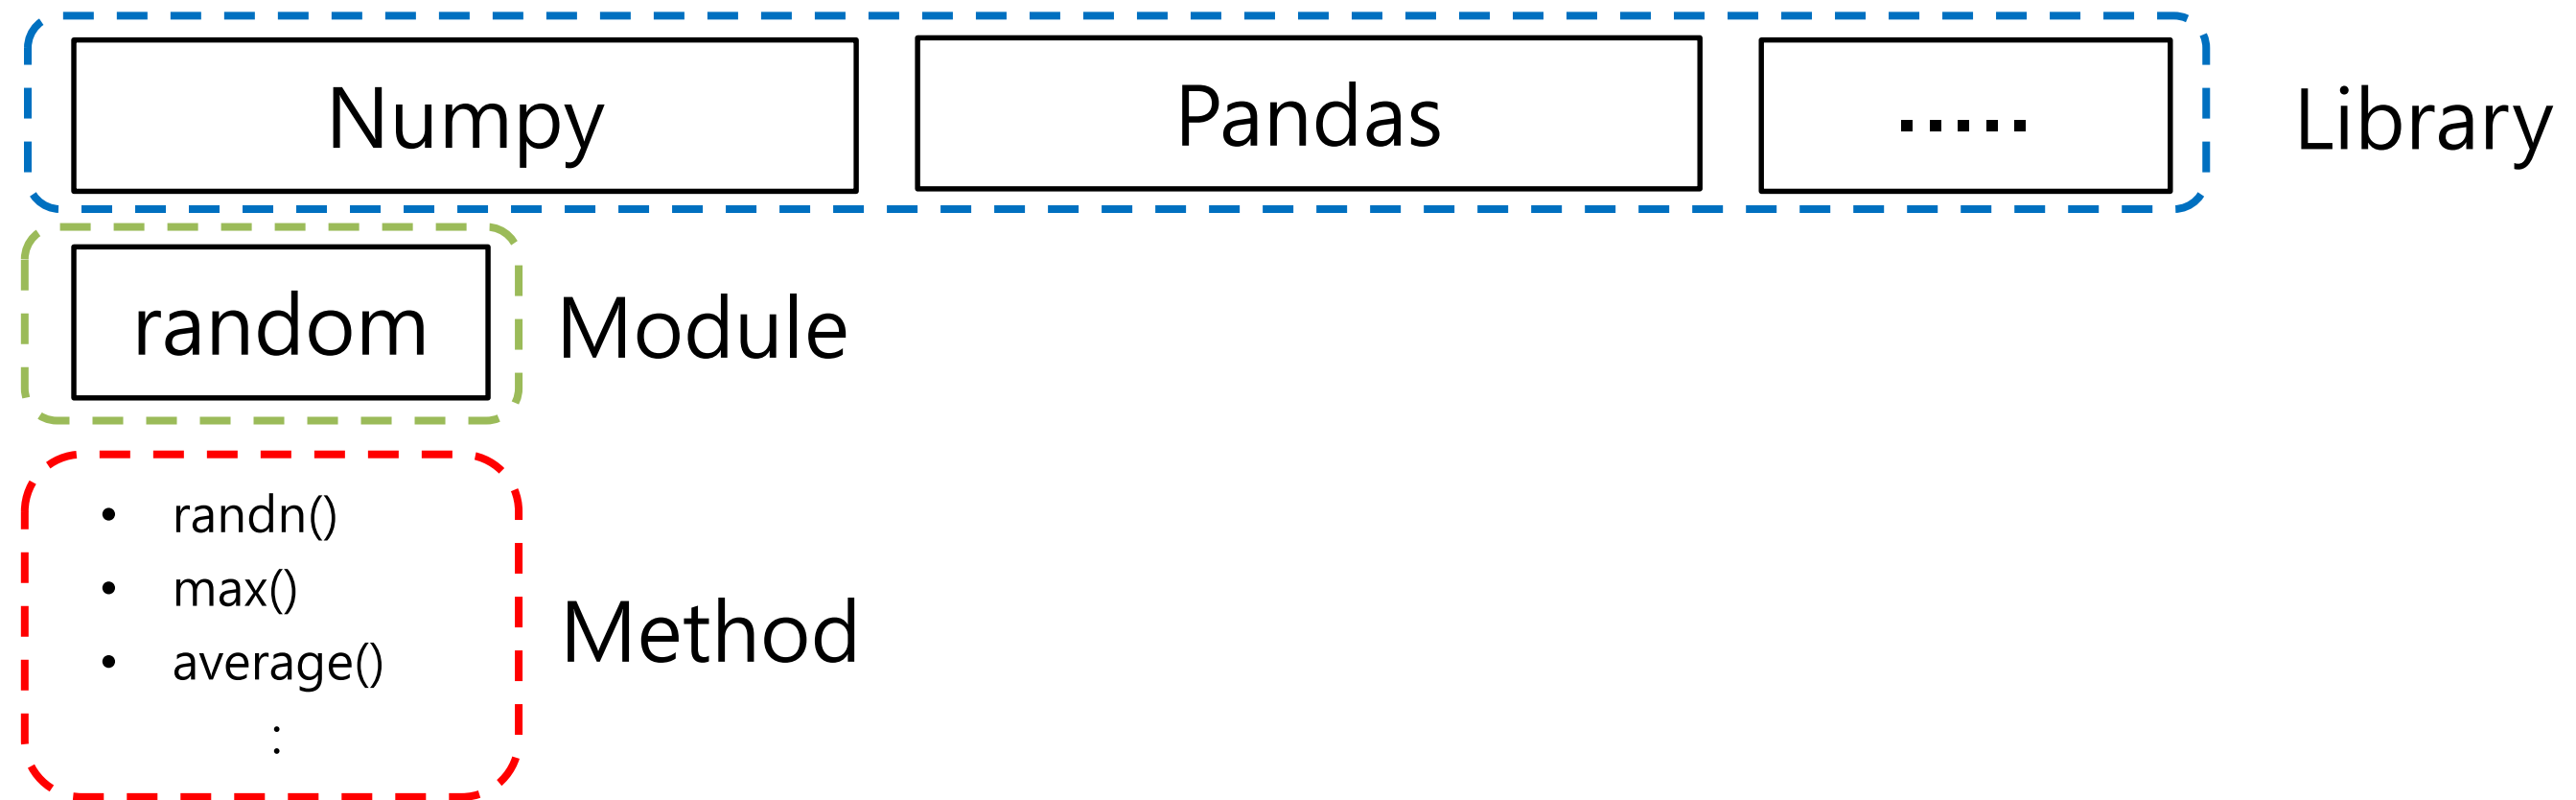 Numpy
Pandas
.....
Library
random
Module
• randn()
• max()
• average()
:
Method